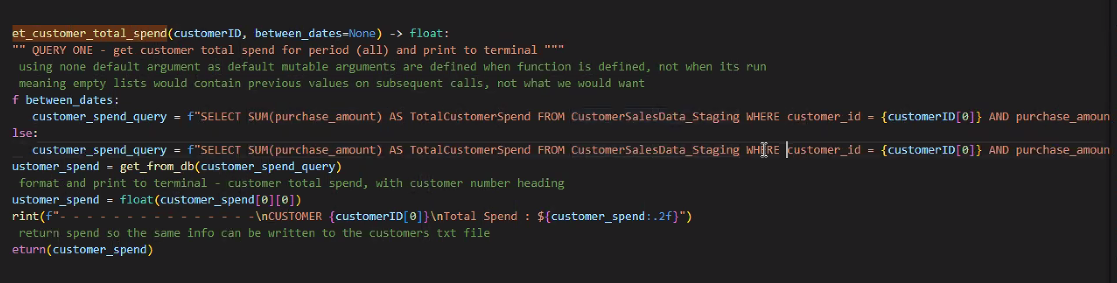 et_customer_total_spend(customerID, between_dates=None) -> float:
"" QUERY ONE - get customer total spend for period (all) and print to terminal """
using none default argument as default mutable arguments are defined when function is defined, not when its run
meaning empty lists would contain previous values on subsequent calls, not what we would want
f between_dates:
customer_spend_query = f"SELECT SUM(purchase_amount) AS TotalCustomerSpend FROM CustomerSalesData_Staging WHERE customer_id = {customerID[0]} AND purchase_amoun
lse:
customer_spend_query = f"SELECT SUM(purchase_amount) AS TotalCustomerSpend FROM CustomerSalesData_Staging WHERE customer_id = {customerID[0]} AND purchase_amoun
ustomer_spend = get_from_db(customer_spend_query)
format and print to terminal - customer total spend, with customer number heading
ustomer_spend = float(customer_spend[0][0])
rint(f"- - - - - - - - - - - - - - -\nCUSTOMER {customerID[0]}\nTotal Spend : ${customer_spend:.2f}")
return spend so the same info can be written to the customers txt file
eturn(customer_spend)